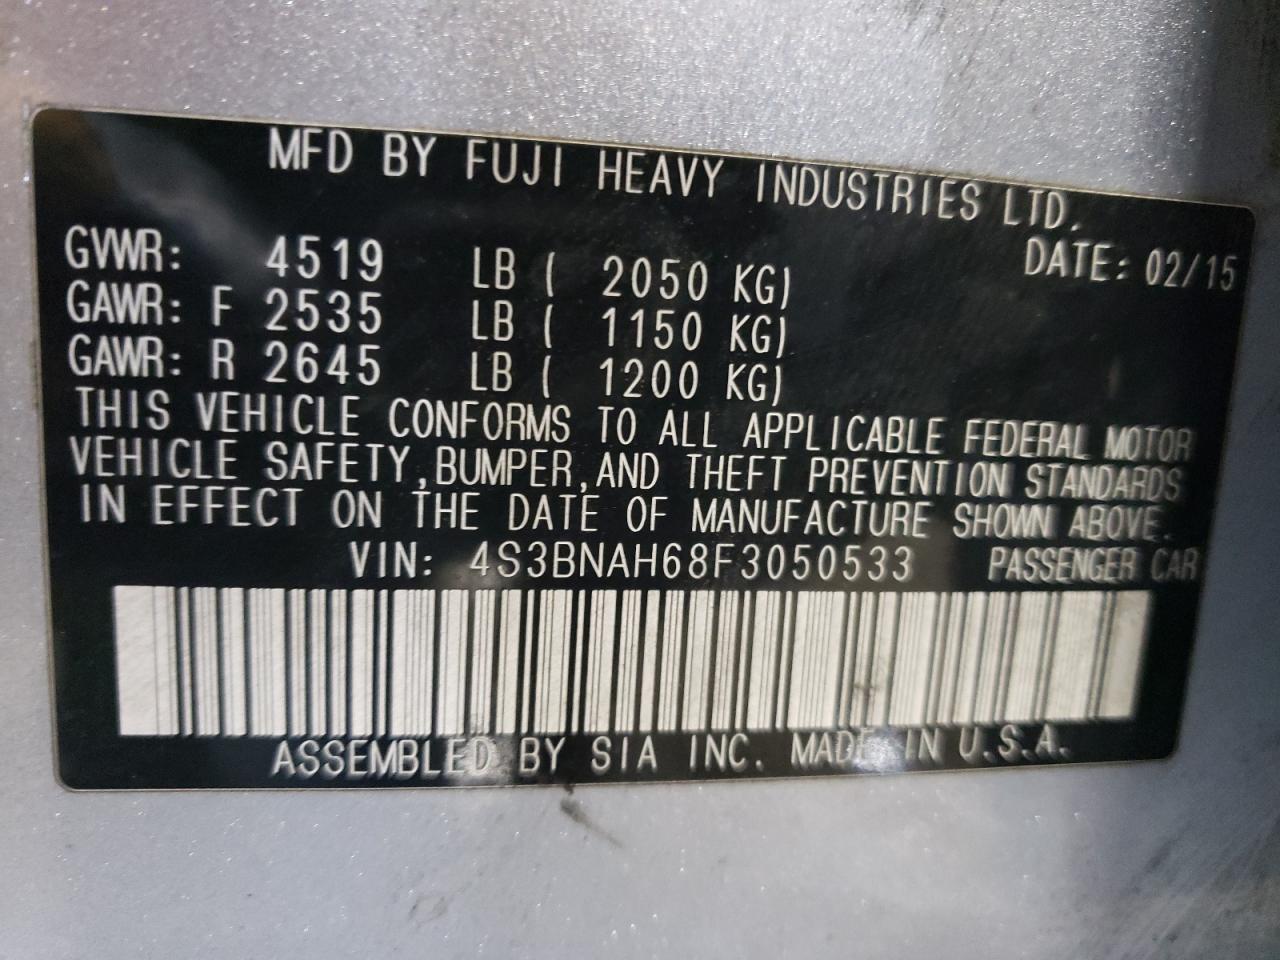 MFD BY FUJI HEAVY INDUSTRIES LTD.
DATE: 02/15
GVWR: 4519 LB ( 2050 KG)
GAWR: F 2535 LB ( 1150 KG)
GAWR: R 2645 LB ( 1200 KG)
THIS VEHICLE CONFORMS TO ALL APPLICABLE FEDERAL MOTOR
VEHICLE SAFETY,BUMPER,AND THEFT PREVENTION STANDARDS
IN EFFECT ON THE DATE OF MANUFACTURE SHOWN ABOVE.
VIN: 4S3BNAH68F3050533 PASSENGER CAR
ASSEMBLED BY SIA INC. MADE IN U.S.A.